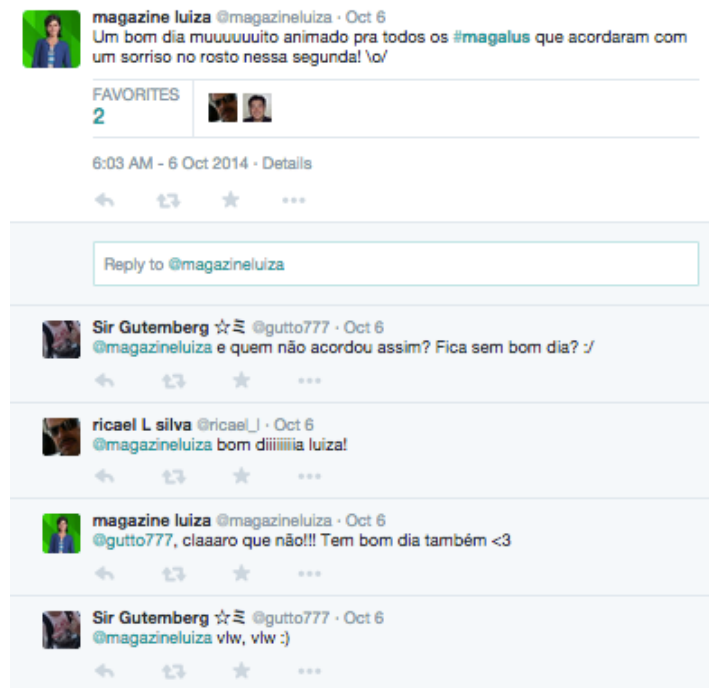 magazine luiza @magazineluiza · Oct 6
Um bom dia muuuuuuito animado pra todos os #magalus que acordaram com
um sorriso no rosto nessa segunda! \o/
FAVORITES
2
6:03 AM - 6 Oct 2014 · Details
Reply to @magazineluiza
Sir Gutemberg ☆ミ @gutto777 · Oct 6
@magazineluiza e quem não acordou assim? Fica sem bom dia? :/
ricael L silva @ricael_l · Oct 6
@magazineluiza bom diiiiiiiia luiza!
magazine luiza @magazineluiza · Oct 6
@gutto777, claaaro que não!!! Tem bom dia também <3
Sir Gutemberg ☆ミ @gutto777 · Oct 6
@magazineluiza vlw, vlw :)